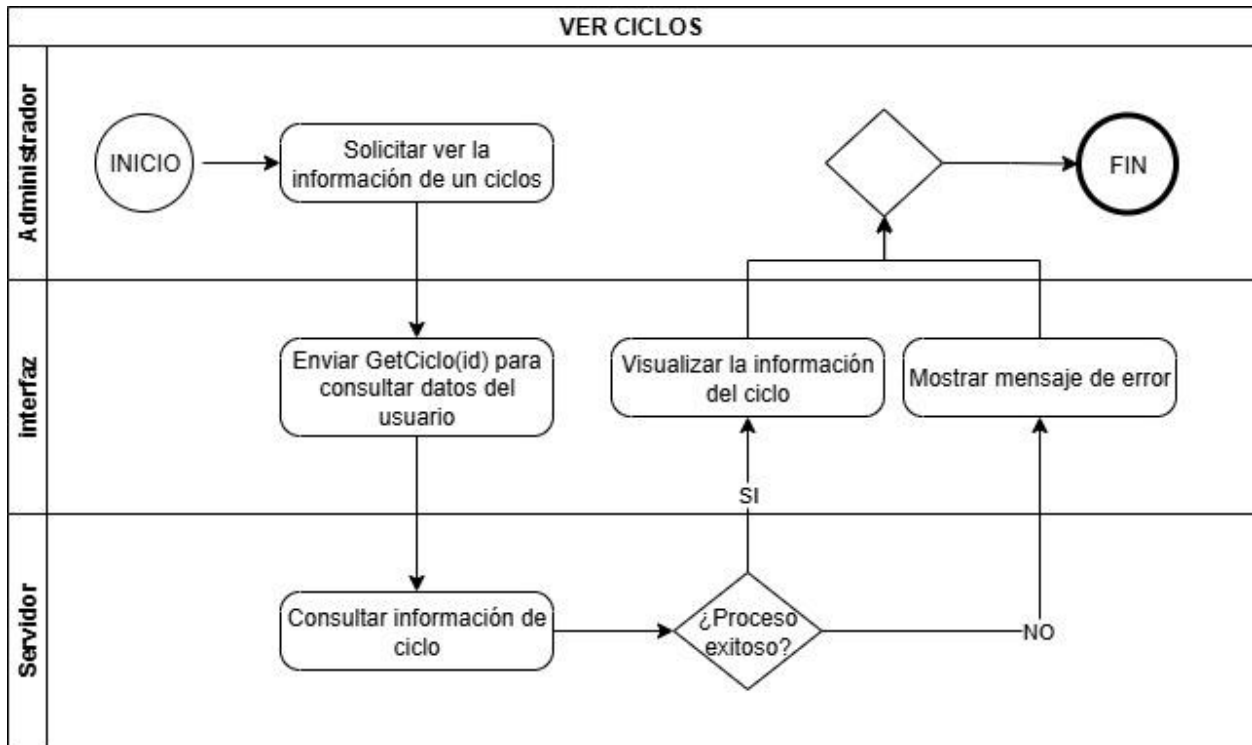 VER CICLOS
Administrador
INICIO
Solicitar ver la
información de un ciclos
FIN
interfaz
Enviar GetCiclo(id) para
consultar datos del
usuario
Visualizar la información
del ciclo
Mostrar mensaje de error
SI
Servidor
Consultar información de
ciclo
¿Proceso
exitoso?
NO